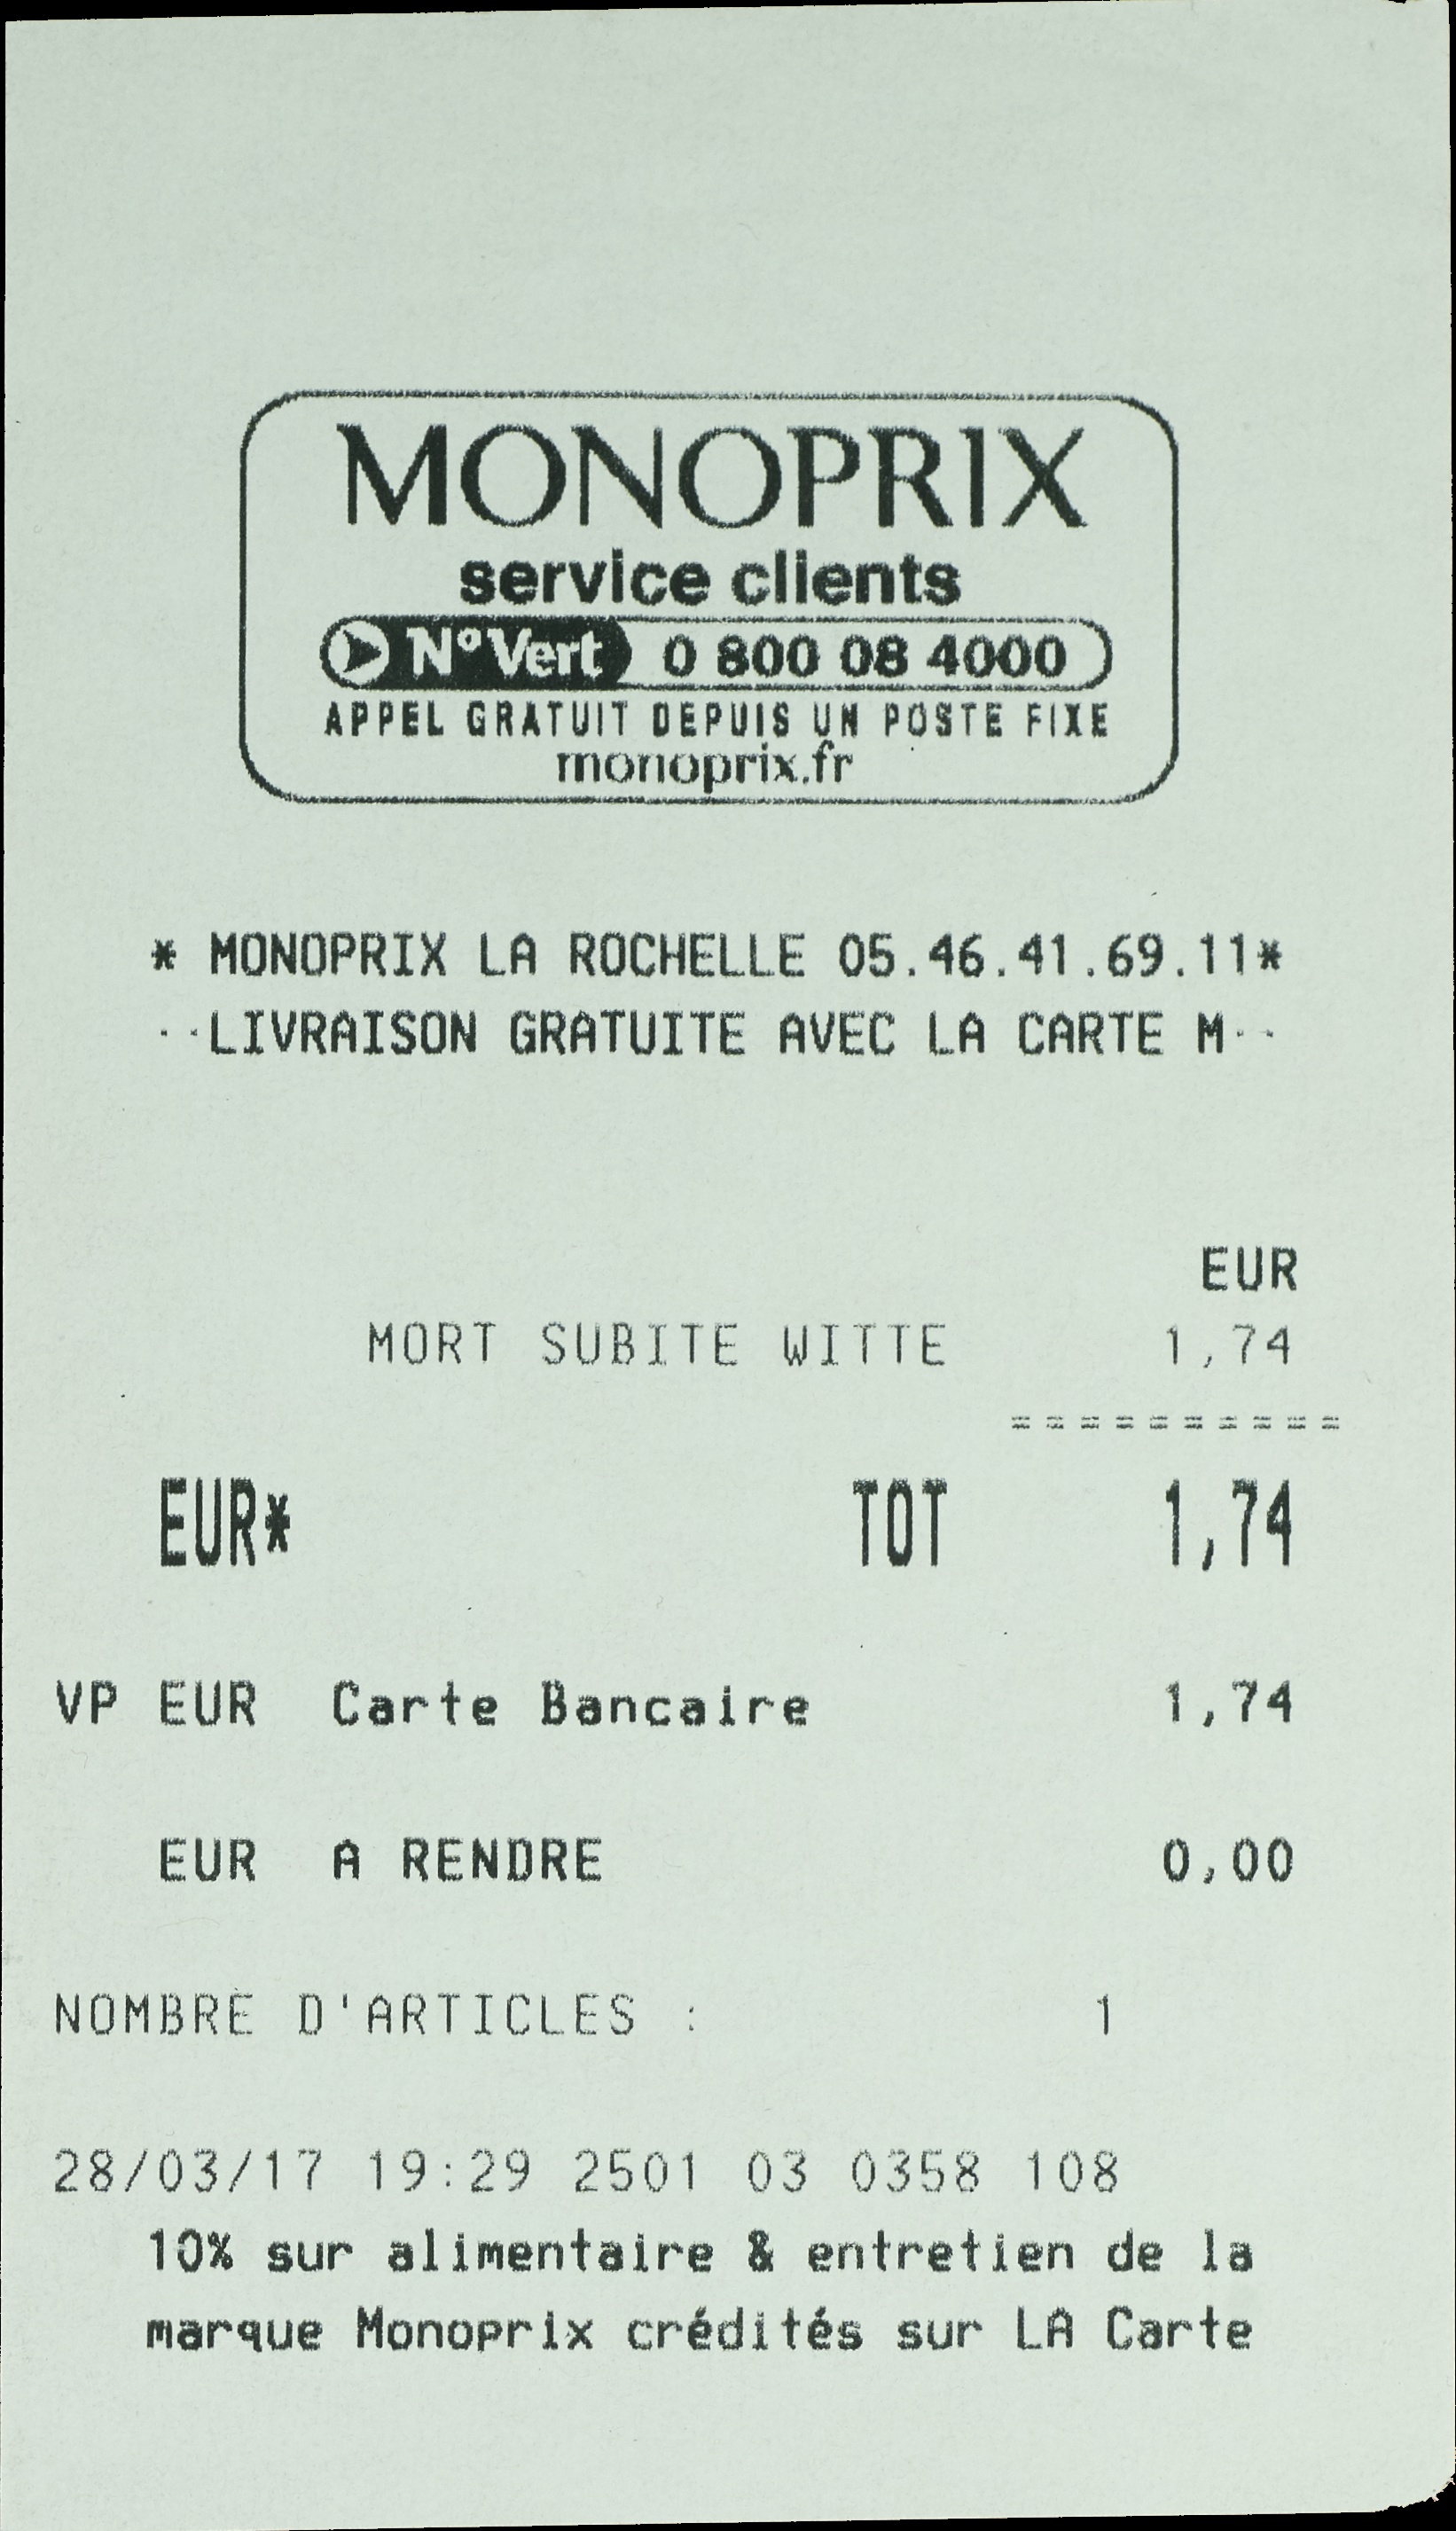 MONOPRIX
service clients
N° Vert 0 800 08 4000
APPEL GRATUIT DEPUIS UN POSTE FIXE
monoprix.fr
* MONOPRIX LA ROCHELLE 05.46.41.69.11*
--LIVRAISON GRATUITE AVEC LA CARTE M--
EUR
MORT SUBITE WITTE 1,74
==========
EUR* TOT 1,74
VP EUR Carte Bancaire 1,74
EUR A RENDRE 0,00
NOMBRE D'ARTICLES : 1
28/03/17 19:29 2501 03 0358 108
10% sur alimentaire & entretien de la
marque Monoprix crédités sur LA Carte